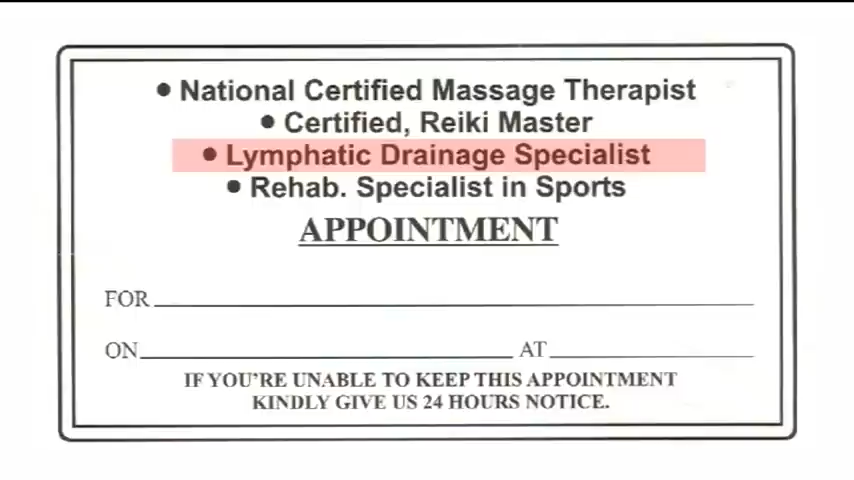 • National Certified Massage Therapist
• Certified, Reiki Master
• Lymphatic Drainage Specialist
• Rehab. Specialist in Sports
APPOINTMENT
FOR
ON AT
IF YOU'RE UNABLE TO KEEP THIS APPOINTMENT
KINDLY GIVE US 24 HOURS NOTICE.